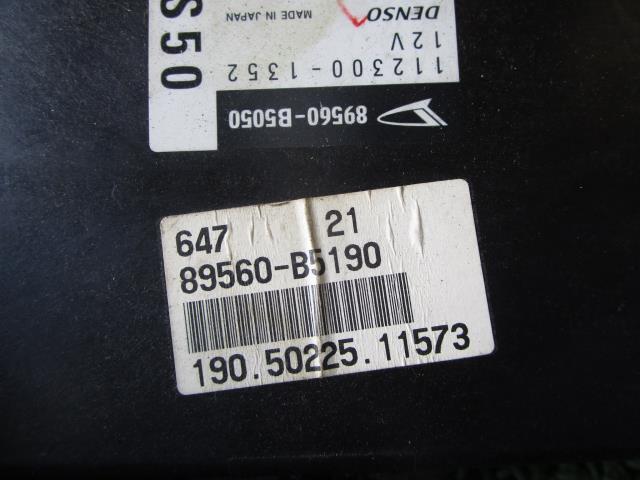 S50
MADE IN JAPAN
DENSO
12V
112300-1352
89560-B5050
647 21
89560-B5190
190.50225.11573